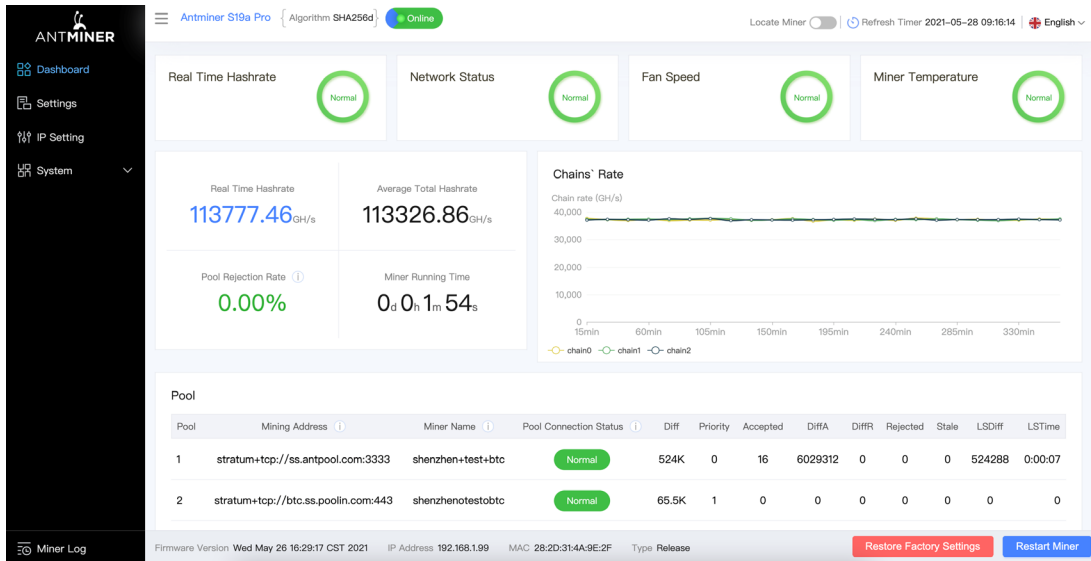 ANTMINER
Antminer S19a Pro { Algorithm SHA256d } Online
Locate Miner Refresh Timer 2021-05-28 09:16:14 English
Dashboard
Settings
IP Setting
System
Miner Log
Real Time Hashrate Normal
Network Status Normal
Fan Speed Normal
Miner Temperature Normal
Real Time Hashrate
113777.46GH/s
Average Total Hashrate
113326.86GH/s
Pool Rejection Rate i
0.00%
Miner Running Time
0d 0h 1m 54s
Chains` Rate
Chain rate (GH/s)
40,000
30,000
20,000
10,000
0
15min 60min 105min 150min 195min 240min 285min 330min
chain0 chain1 chain2
Pool
Pool Mining Address i Miner Name i Pool Connection Status i Diff Priority Accepted DiffA DiffR Rejected Stale LSDiff LSTime
1 stratum+tcp://ss.antpool.com:3333 shenzhen+test+btc Normal 524K 0 16 6029312 0 0 0 524288 0:00:07
2 stratum+tcp://btc.ss.poolin.com:443 shenzhenotestobtc Normal 65.5K 1 0 0 0 0 0 0 0
Firmware Version Wed May 26 16:29:17 CST 2021 IP Address 192.168.1.99 MAC 28:2D:31:4A:9E:2F Type Release
Restore Factory Settings Restart Miner